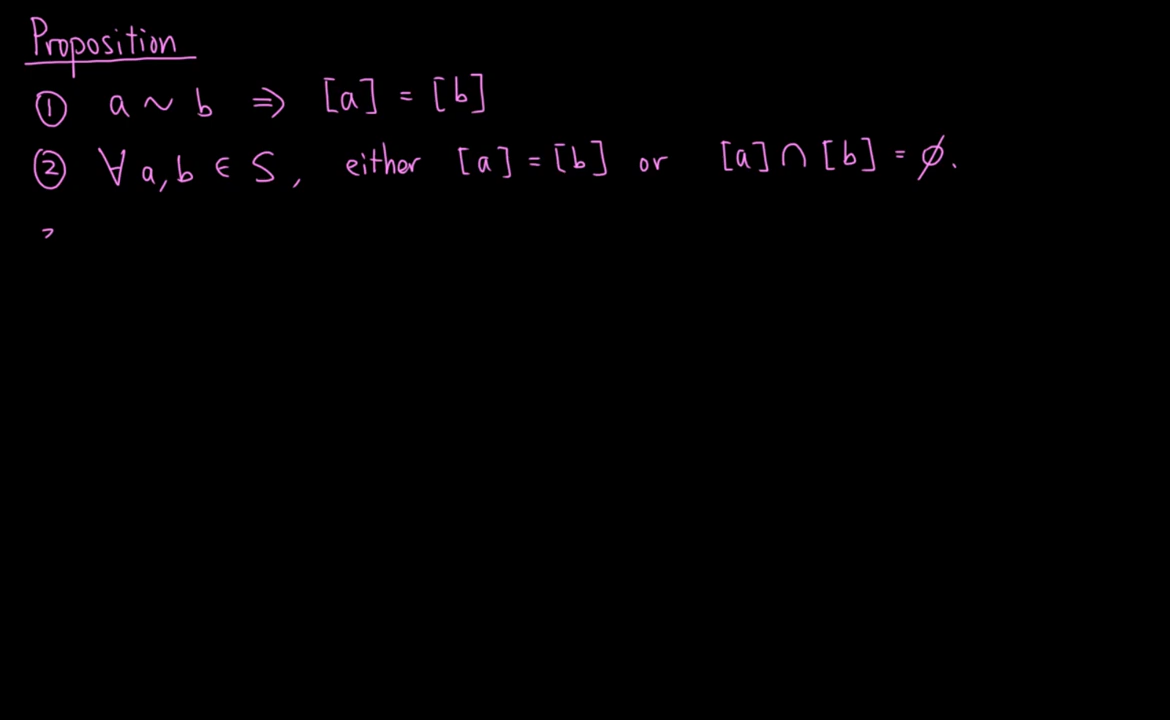 Proposition
① a ~ b ⇒ [a] = [b]
② ∀ a, b ∈ S, either [a] = [b] or [a] ∩ [b] = ∅.